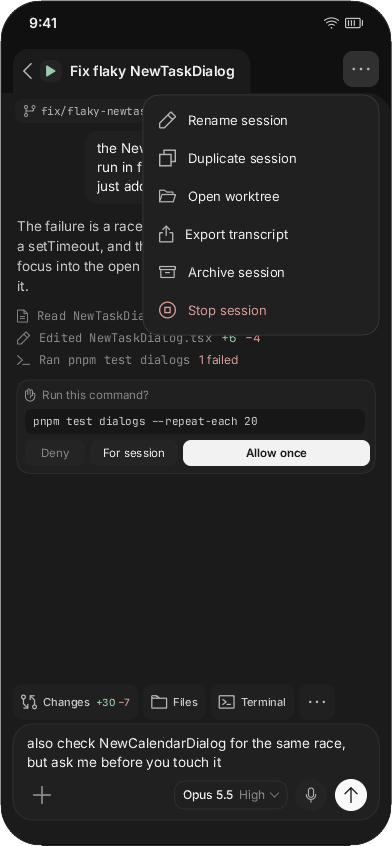 9:41
Fix flaky NewTaskDialog
fix/flaky-newtas
Rename session
Duplicate session
Open worktree
Export transcript
Archive session
Stop session
the New
run in f
just add
The failure is a race
a setTimeout, and th
focus into the open
it.
Read NewTaskDia
Edited NewTaskDialog.tsx +6 −4
Ran pnpm test dialogs 1 failed
Run this command?
pnpm test dialogs --repeat-each 20
Deny For session Allow once
Changes +30 −7 Files Terminal
also check NewCalendarDialog for the same race,
but ask me before you touch it
Opus 5.5 High